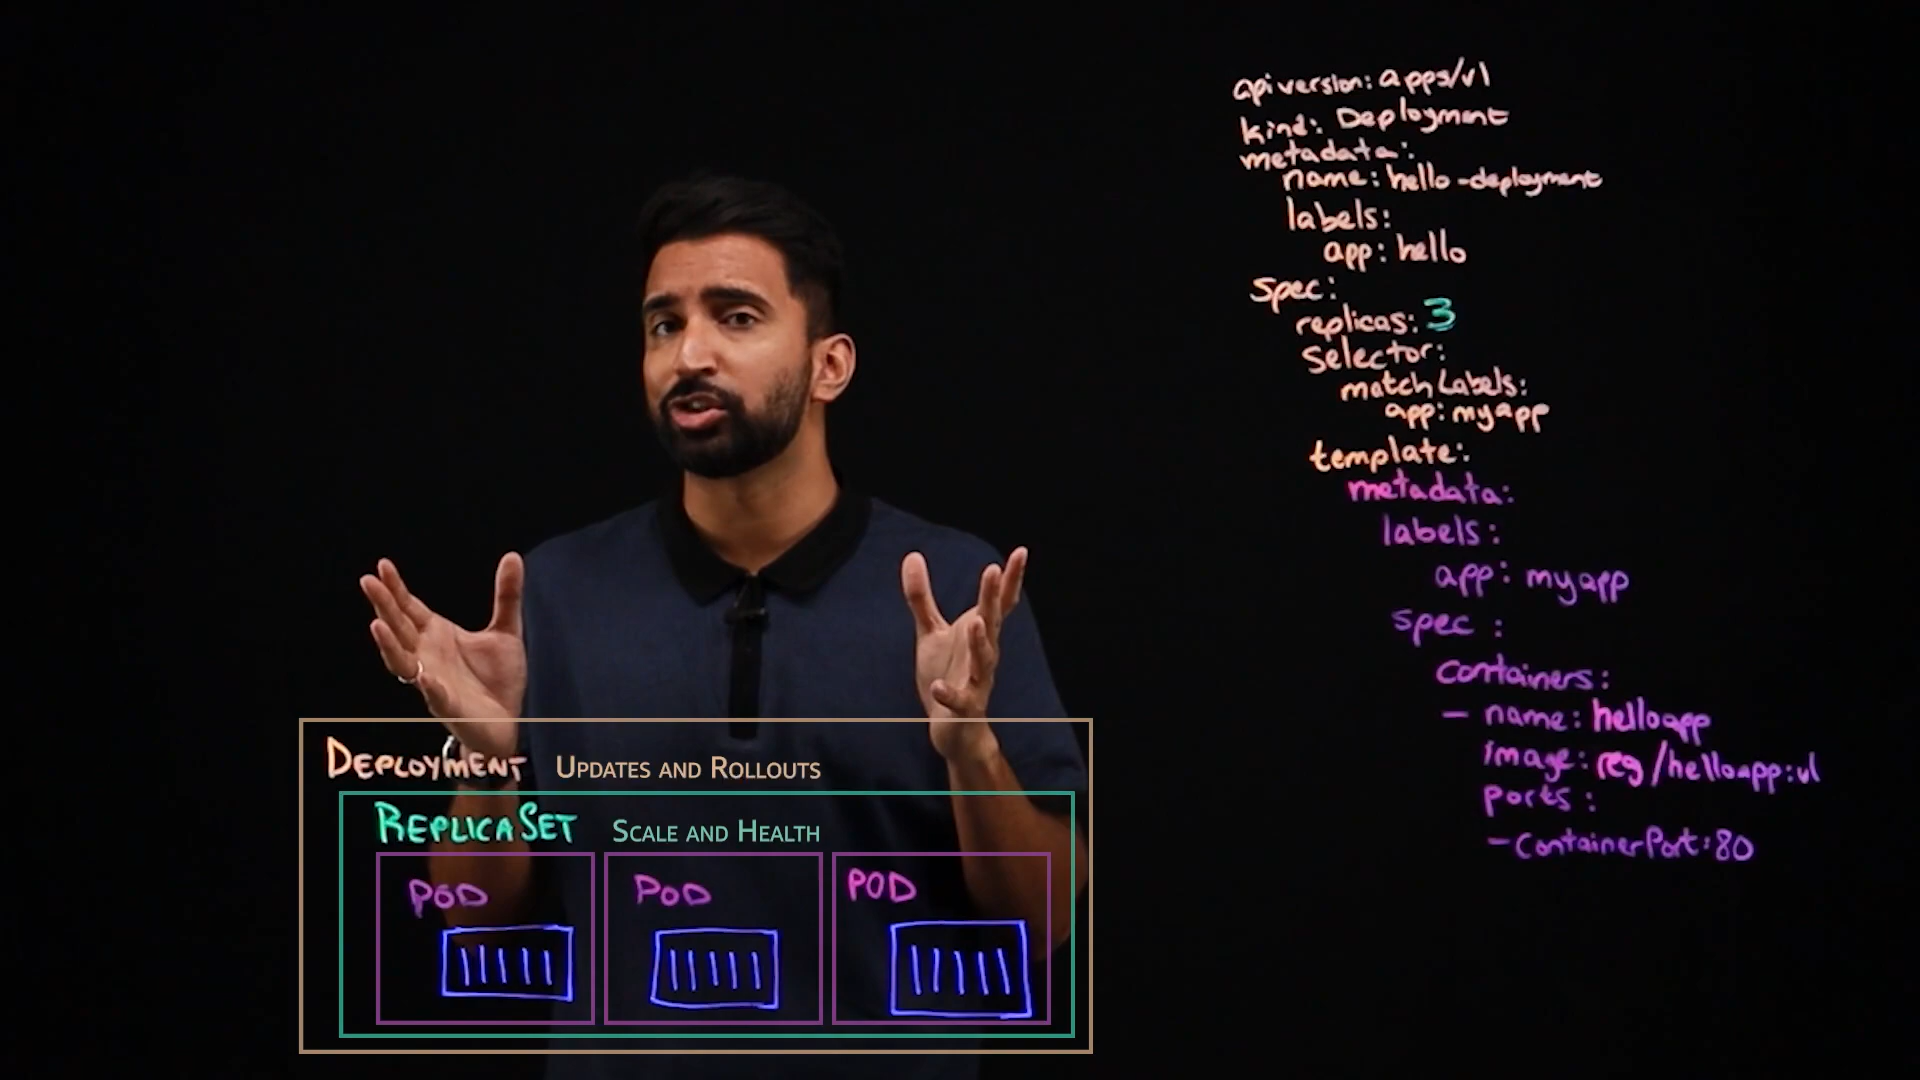 apiversion: apps/v1
kind: Deployment
metadata:
name: hello-deployment
labels:
app: hello
spec:
replicas: 3
Selector:
matchLabels:
app: myapp
template:
metadata:
labels:
app: myapp
spec:
containers:
- name: helloapp
image: reg/helloapp:v1
ports:
- ContainerPort: 80
DEPLOYMENT UPDATES AND ROLLOUTS
REPLICASET SCALE AND HEALTH
POD POD POD